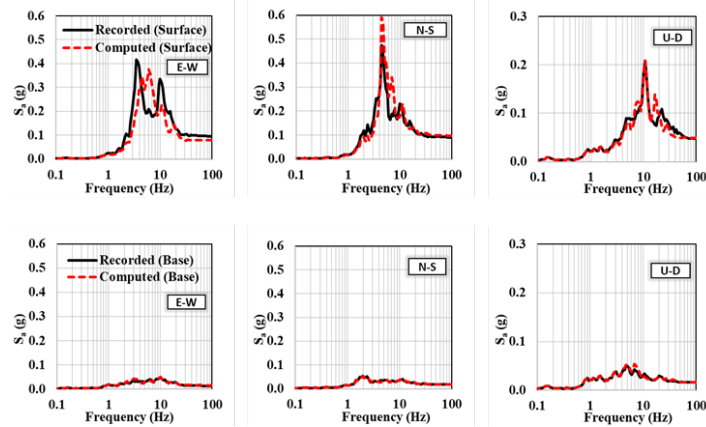 0.6
0.5
0.4
0.3
0.2
0.1
0.0
Sa (g)
Recorded (Surface)
Computed (Surface)
E-W
0.1 1 10 100
Frequency (Hz)
0.6
0.5
0.4
0.3
0.2
0.1
0.0
Sa (g)
N-S
0.1 1 10 100
Frequency (Hz)
0.3
0.2
0.1
0.0
Sa (g)
U-D
0.1 1 10 100
Frequency (Hz)
0.6
0.5
0.4
0.3
0.2
0.1
0.0
Sa (g)
Recorded (Base)
Computed (Base)
E-W
0.1 1 10 100
Frequency (Hz)
0.6
0.5
0.4
0.3
0.2
0.1
0.0
Sa (g)
N-S
0.1 1 10 100
Frequency (Hz)
0.3
0.2
0.1
0.0
Sa (g)
U-D
0.1 1 10 100
Frequency (Hz)